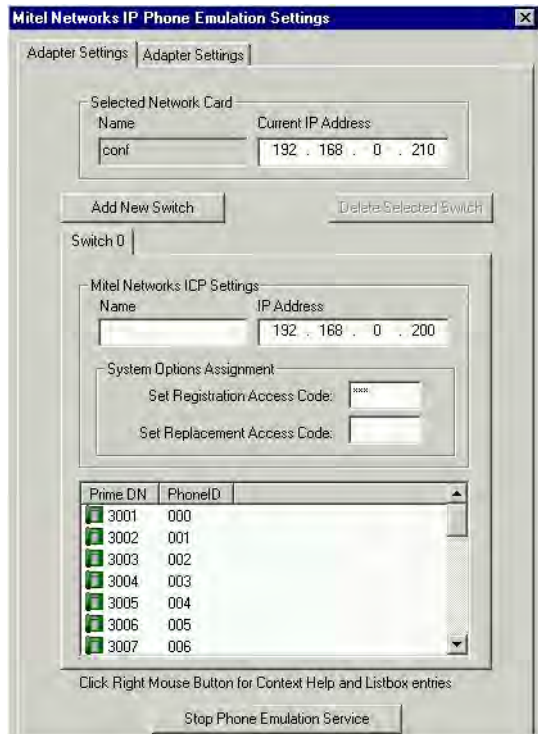 Mitel Networks IP Phone Emulation Settings
Adapter Settings Adapter Settings
Selected Network Card
Name Current IP Address
conf 192 . 168 . 0 . 210
Add New Switch Delete Selected Switch
Switch 0
Mitel Networks ICP Settings
Name IP Address
192 . 168 . 0 . 200
System Options Assignment
Set Registration Access Code: ***
Set Replacement Access Code:
Prime DN PhoneID
3001 000
3002 001
3003 002
3004 003
3005 004
3006 005
3007 006
Click Right Mouse Button for Context Help and Listbox entries
Stop Phone Emulation Service